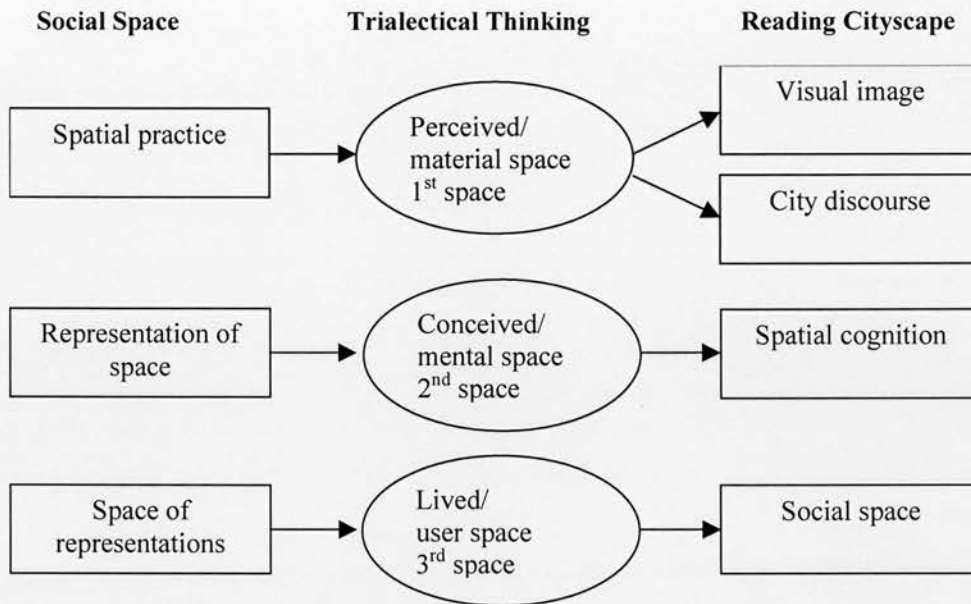 Social Space
Trialectical Thinking
Reading Cityscape
Spatial practice
Perceived/
material space
1st space
Visual image
City discourse
Representation of
space
Conceived/
mental space
2nd space
Spatial cognition
Space of
representations
Lived/
user space
3rd space
Social space